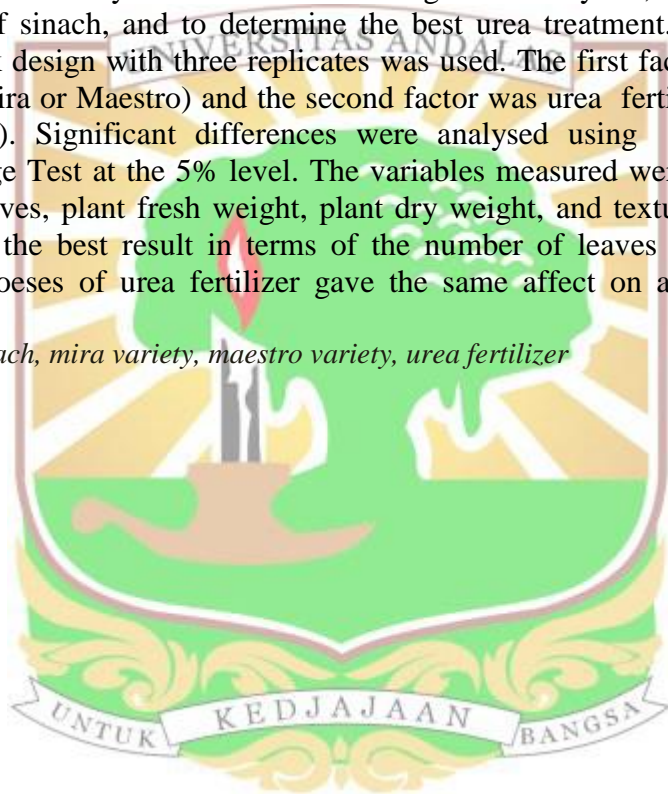 of sinach, and to determine the best urea treatment.
UNIVERSITAS ANDALAS
design with three replicates was used. The first fac
ira or Maestro) and the second factor was urea ferti
). Significant differences were analysed using
ge Test at the 5% level. The variables measured wer
ves, plant fresh weight, plant dry weight, and textu
the best result in terms of the number of leaves
oeses of urea fertilizer gave the same affect on a
ach, mira variety, maestro variety, urea fertilizer
UNTUK KEDJAJAAN BANGSA